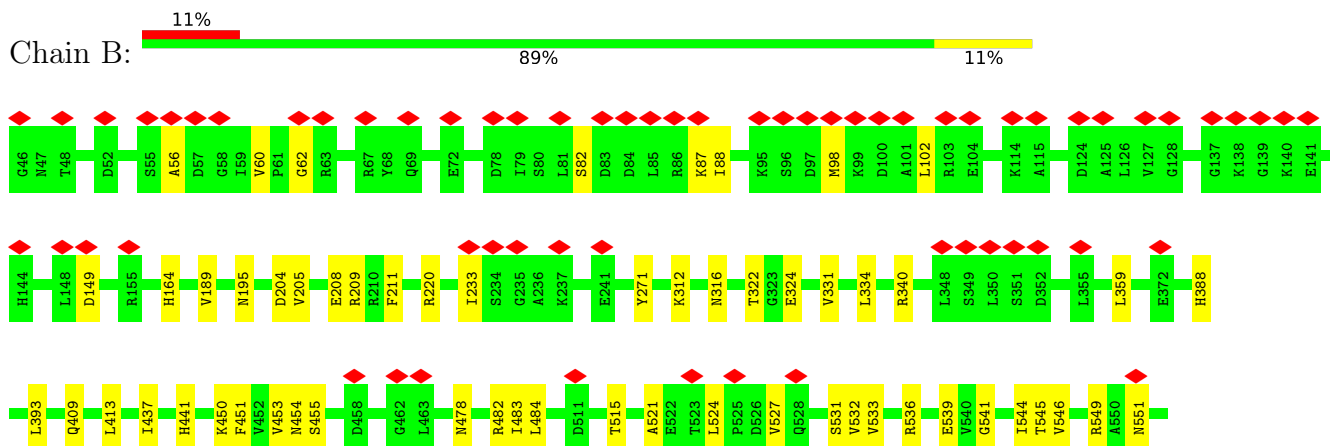 11%
Chain B:
89% 11%
G46 N47 T48 D52 S55 A56 D57 G58 I59 V60 P61 G62 R63 R67 Y68 Q69 E72 D78 I79 S80 L81 S82 D83 D84 L85 R86 K87 I88 K95 S96 D97 M98 K99 D100 A101 L102 R103 E104 K114 A115 D124 A125 L126 V127 G128 G137 K138 G139 K140 E141
H144 L148 D149 R155 H164 V189 N195 D204 V205 E208 R209 R210 F211 R220 I233 S234 G235 A236 K237 E241 Y271 K312 N316 T322 G323 E324 V331 L334 R340 L348 S349 L350 S351 D352 L355 L359 E372 H388
L393 Q409 L413 I437 H441 K450 F451 V452 V453 N454 S455 D458 G462 L463 N478 R482 I483 L484 D511 T515 A521 E522 T523 L524 P525 D526 V527 Q528 S531 V532 V533 R536 E539 V540 G541 I544 T545 V546 R549 A550 N551